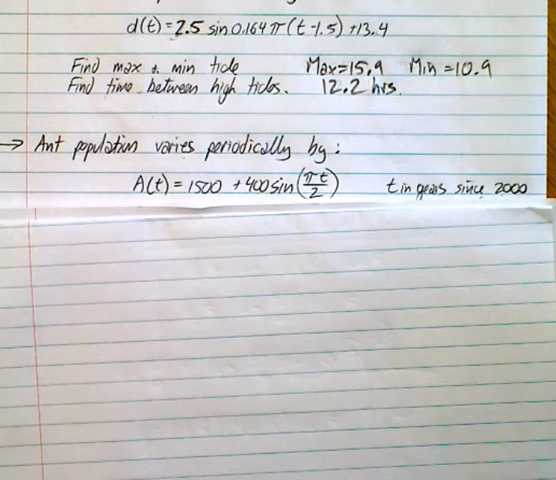 d(t) = 2.5 sin 0.164π(t-1.5) + 13.4
Find max + min tide Max=15.9 Min=10.9
Find time between high tides. 12.2 hrs.
→ Ant population varies periodically by:
A(t) = 1500 + 400 sin(πt/2) t in years since 2000